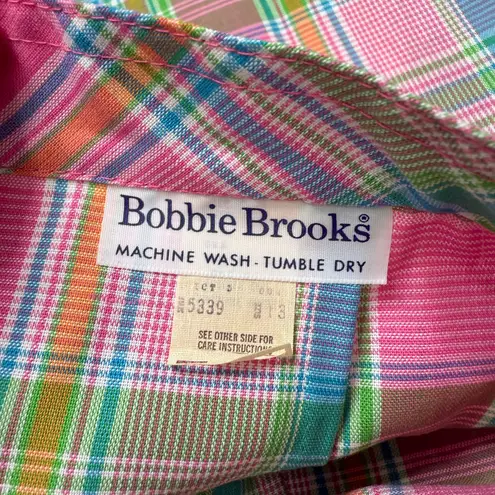 Bobbie Brooks®
MACHINE WASH - TUMBLE DRY
5339
SEE OTHER SIDE FOR
CARE INSTRUCTIONS